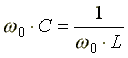 ω₀ · C = 1 / (ω₀ · L)